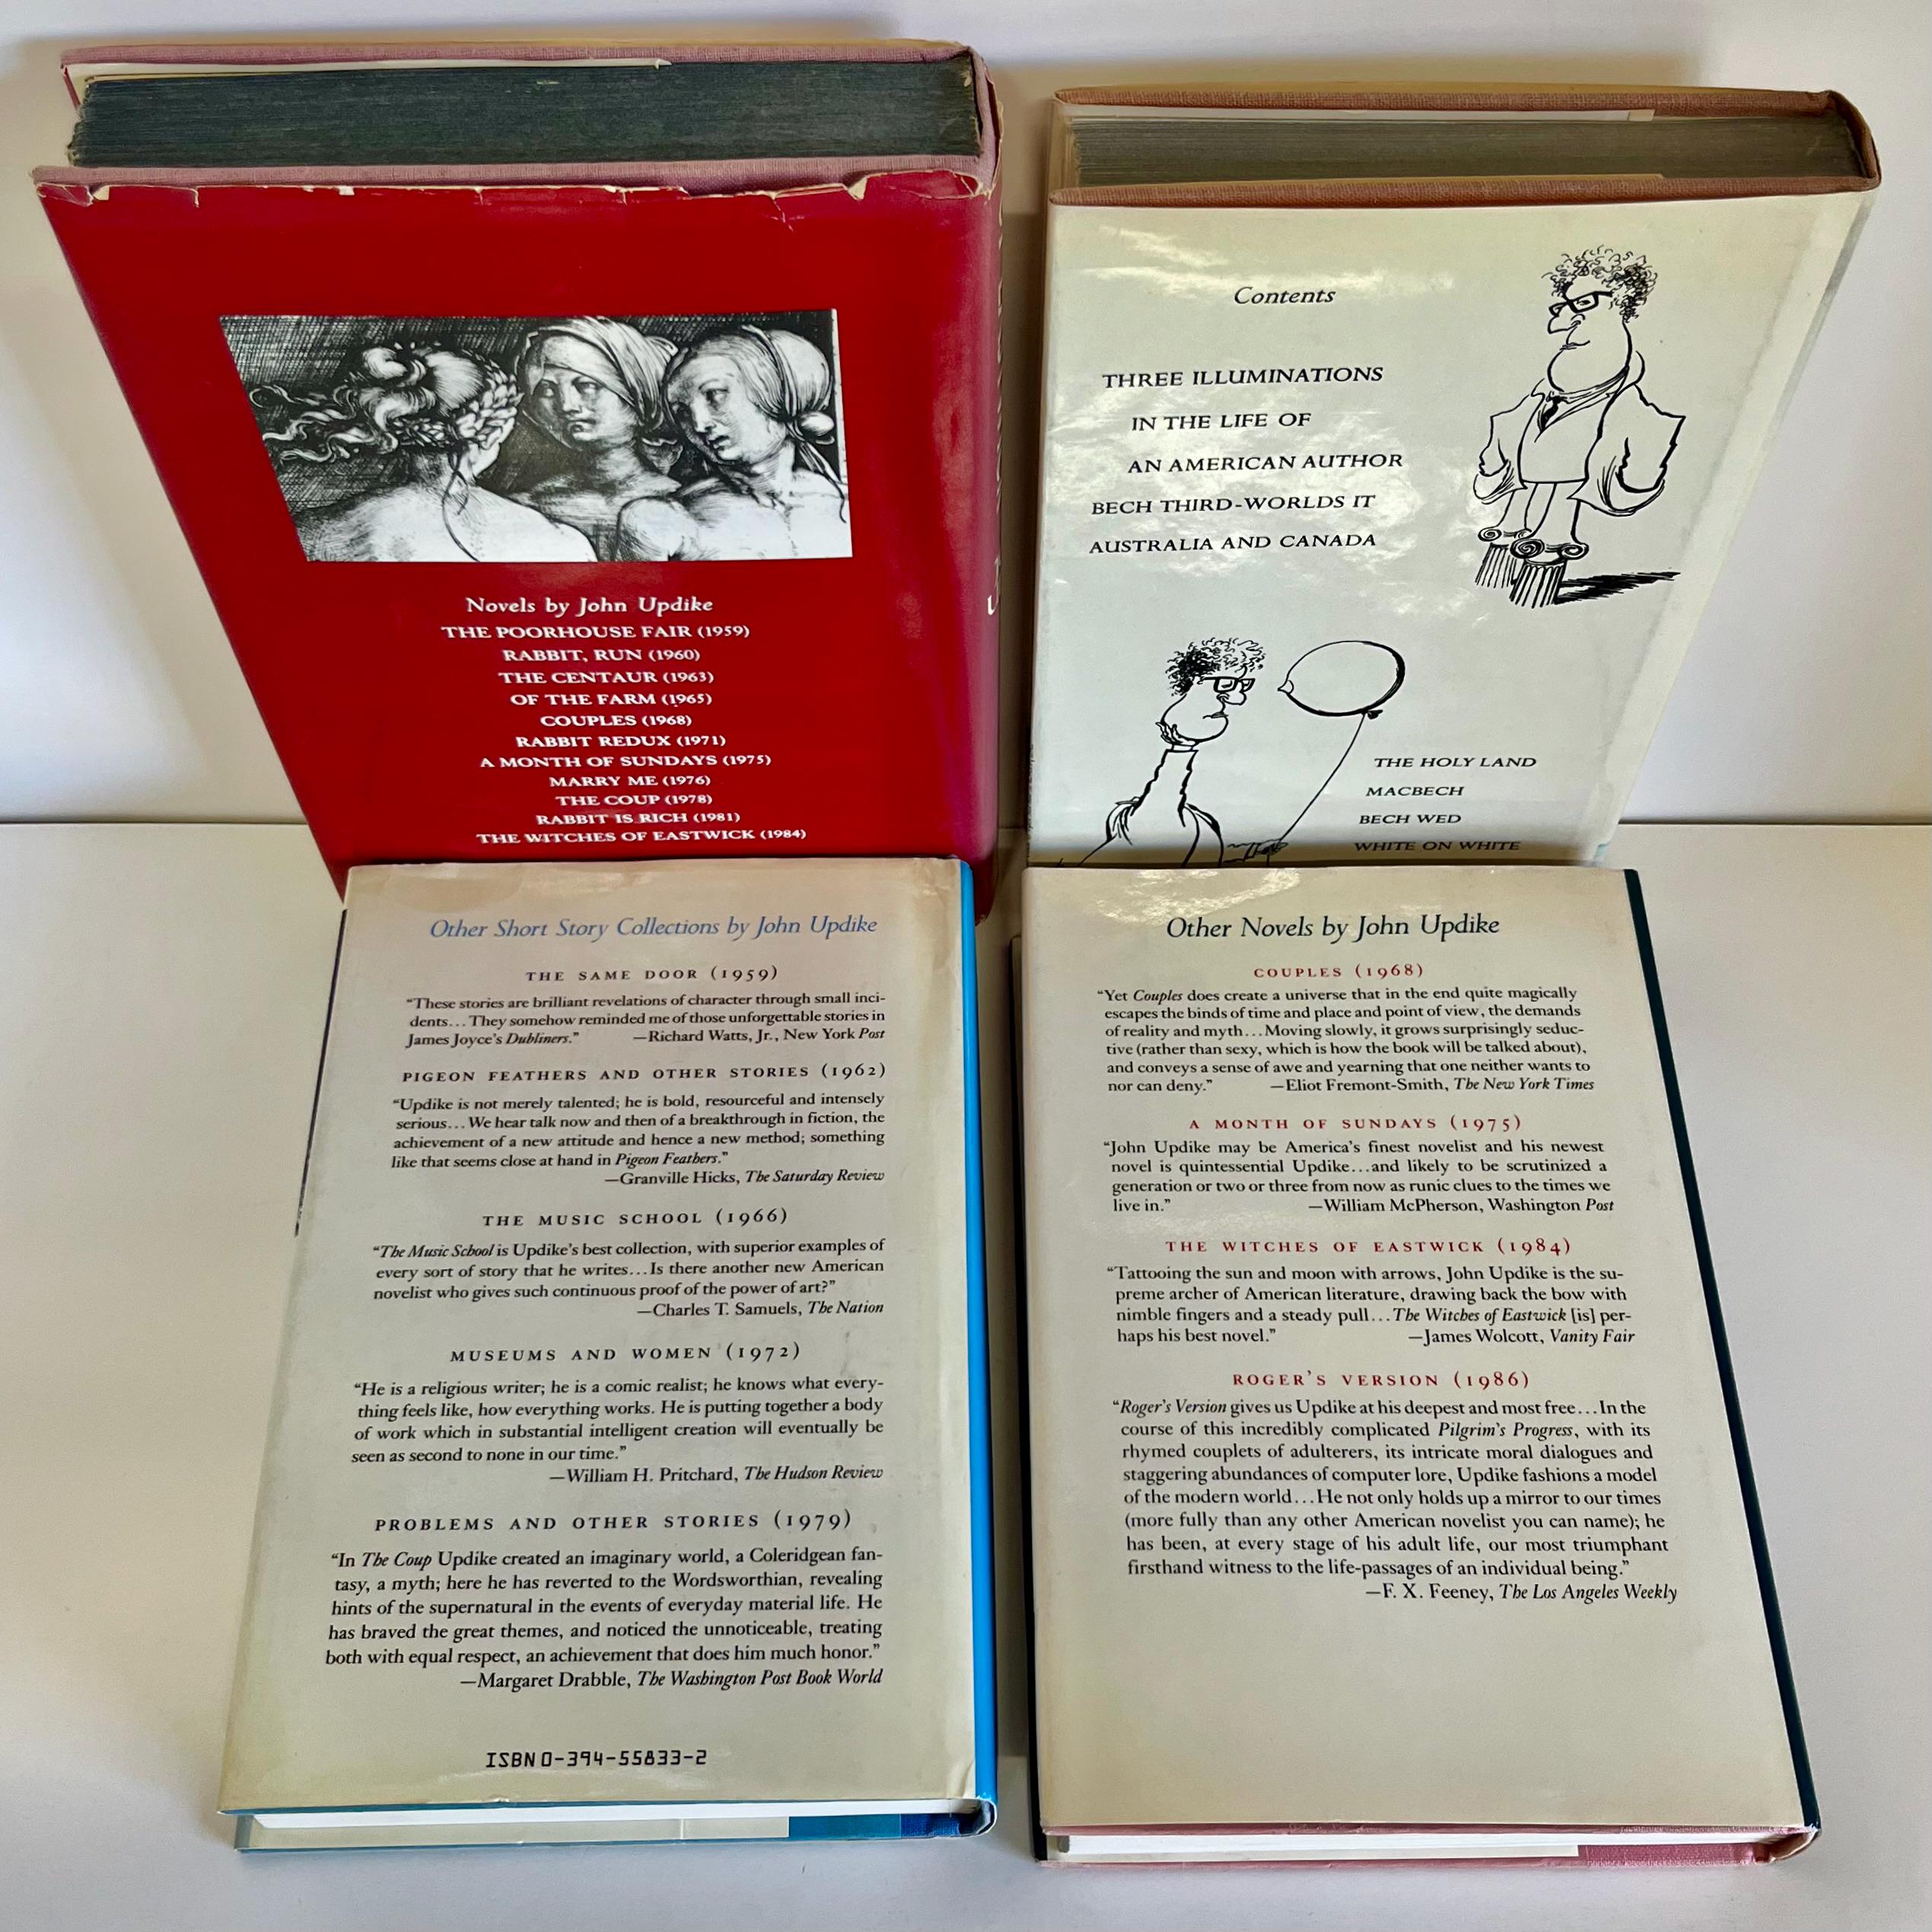 Novels by John Updike
THE POORHOUSE FAIR (1959)
RABBIT, RUN (1960)
THE CENTAUR (1963)
OF THE FARM (1965)
COUPLES (1968)
RABBIT REDUX (1971)
A MONTH OF SUNDAYS (1975)
MARRY ME (1976)
THE COUP (1978)
RABBIT IS RICH (1981)
THE WITCHES OF EASTWICK (1984)
Contents
THREE ILLUMINATIONS
IN THE LIFE OF
AN AMERICAN AUTHOR
BECH THIRD-WORLDS IT
AUSTRALIA AND CANADA
THE HOLY LAND
MACBECH
BECH WED
WHITE ON WHITE
Other Short Story Collections by John Updike
THE SAME DOOR (1959)
“These stories are brilliant revelations of character through small inci-
dents...They somehow reminded me of those unforgettable stories in
James Joyce's Dubliners.” —Richard Watts, Jr., New York Post
PIGEON FEATHERS AND OTHER STORIES (1962)
“Updike is not merely talented; he is bold, resourceful and intensely
serious...We hear talk now and then of a breakthrough in fiction, the
achievement of a new attitude and hence a new method; something
like that seems close at hand in Pigeon Feathers.”
—Granville Hicks, The Saturday Review
THE MUSIC SCHOOL (1966)
“The Music School is Updike's best collection, with superior examples of
every sort of story that he writes...Is there another new American
novelist who gives such continuous proof of the power of art?”
—Charles T. Samuels, The Nation
MUSEUMS AND WOMEN (1972)
“He is a religious writer; he is a comic realist; he knows what every-
thing feels like, how everything works. He is putting together a body
of work which in substantial intelligent creation will eventually be
seen as second to none in our time.”
—William H. Pritchard, The Hudson Review
PROBLEMS AND OTHER STORIES (1979)
“In The Coup Updike created an imaginary world, a Coleridgean fan-
tasy, a myth; here he has reverted to the Wordsworthian, revealing
hints of the supernatural in the events of everyday material life. He
has braved the great themes, and noticed the unnoticeable, treating
both with equal respect, an achievement that does him much honor.”
—Margaret Drabble, The Washington Post Book World
ISBN 0-394-55833-2
Other Novels by John Updike
COUPLES (1968)
“Yet Couples does create a universe that in the end quite magically
escapes the binds of time and place and point of view, the demands
of reality and myth...Moving slowly, it grows surprisingly seduc-
tive (rather than sexy, which is how the book will be talked about),
and conveys a sense of awe and yearning that one neither wants to
nor can deny.” —Eliot Fremont-Smith, The New York Times
A MONTH OF SUNDAYS (1975)
“John Updike may be America's finest novelist and his newest
novel is quintessential Updike...and likely to be scrutinized a
generation or two or three from now as runic clues to the times we
live in.” —William McPherson, Washington Post
THE WITCHES OF EASTWICK (1984)
“Tattooing the sun and moon with arrows, John Updike is the su-
preme archer of American literature, drawing back the bow with
nimble fingers and a steady pull...The Witches of Eastwick [is] per-
haps his best novel.” —James Wolcott, Vanity Fair
ROGER'S VERSION (1986)
“Roger's Version gives us Updike at his deepest and most free...In the
course of this incredibly complicated Pilgrim's Progress, with its
rhymed couplets of adulterers, its intricate moral dialogues and
staggering abundances of computer lore, Updike fashions a model
of the modern world...He not only holds up a mirror to our times
(more fully than any other American novelist you can name); he
has been, at every stage of his adult life, our most triumphant
firsthand witness to the life-passages of an individual being.”
—F. X. Feeney, The Los Angeles Weekly